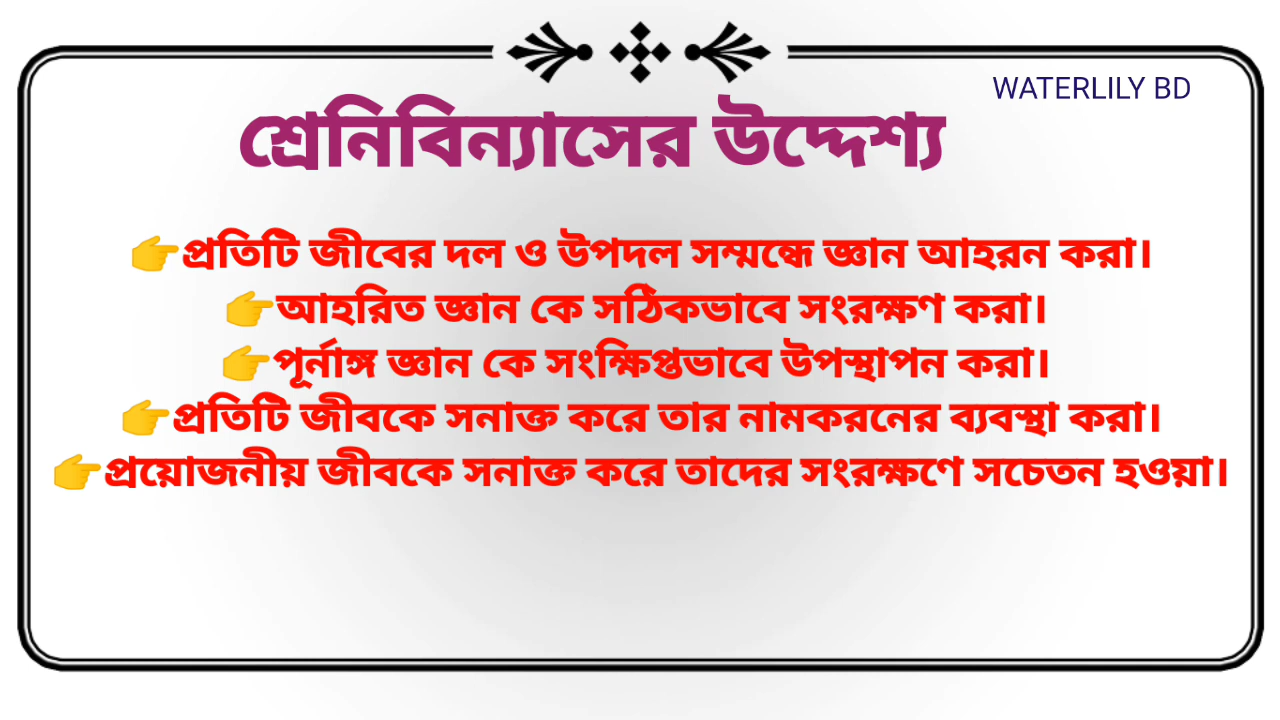 WATERLILY BD
শ্রেনিবিন্যাসের উদ্দেশ্য
👉প্রতিটি জীবের দল ও উপদল সম্মন্ধে জ্ঞান আহরন করা।
👉আহরিত জ্ঞান কে সঠিকভাবে সংরক্ষণ করা।
👉পূর্নাঙ্গ জ্ঞান কে সংক্ষিপ্তভাবে উপস্থাপন করা।
👉প্রতিটি জীবকে সনাক্ত করে তার নামকরনের ব্যবস্থা করা।
👉প্রয়োজনীয় জীবকে সনাক্ত করে তাদের সংরক্ষণে সচেতন হওয়া।